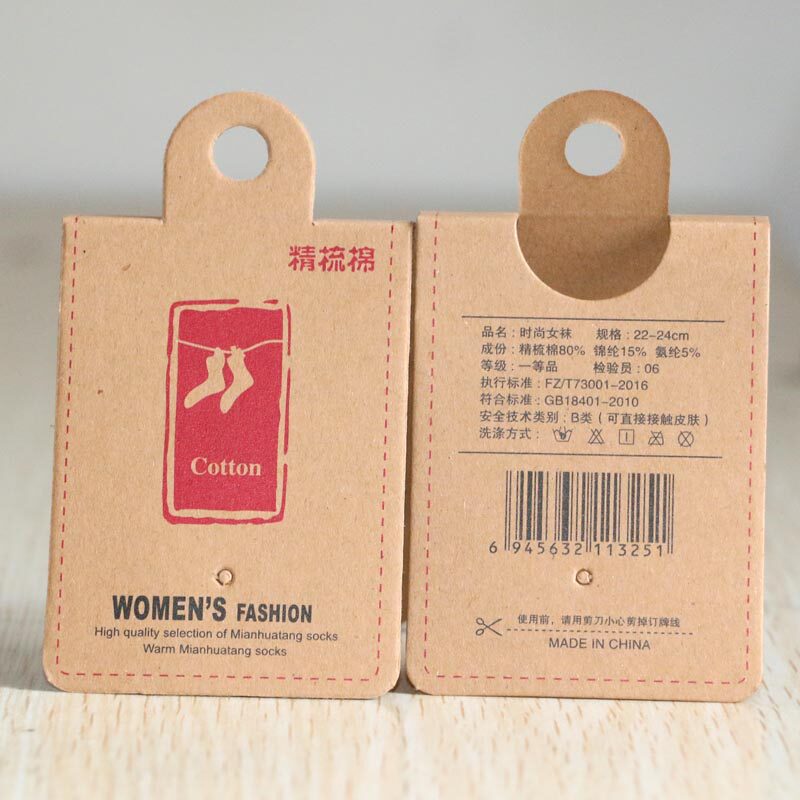 精梳棉
Cotton
WOMEN'S FASHION
High quality selection of Mianhuatang socks
Warm Mianhuatang socks
品名：时尚女袜 规格：22-24cm
成份：精梳棉80% 锦纶15% 氨纶5%
等级：一等品 检验员：06
执行标准：FZ/T73001-2016
符合标准：GB18401-2010
安全技术类别：B类（可直接接触皮肤）
洗涤方式：
6 945632 113251
使用前，请用剪刀小心剪掉订牌线
MADE IN CHINA